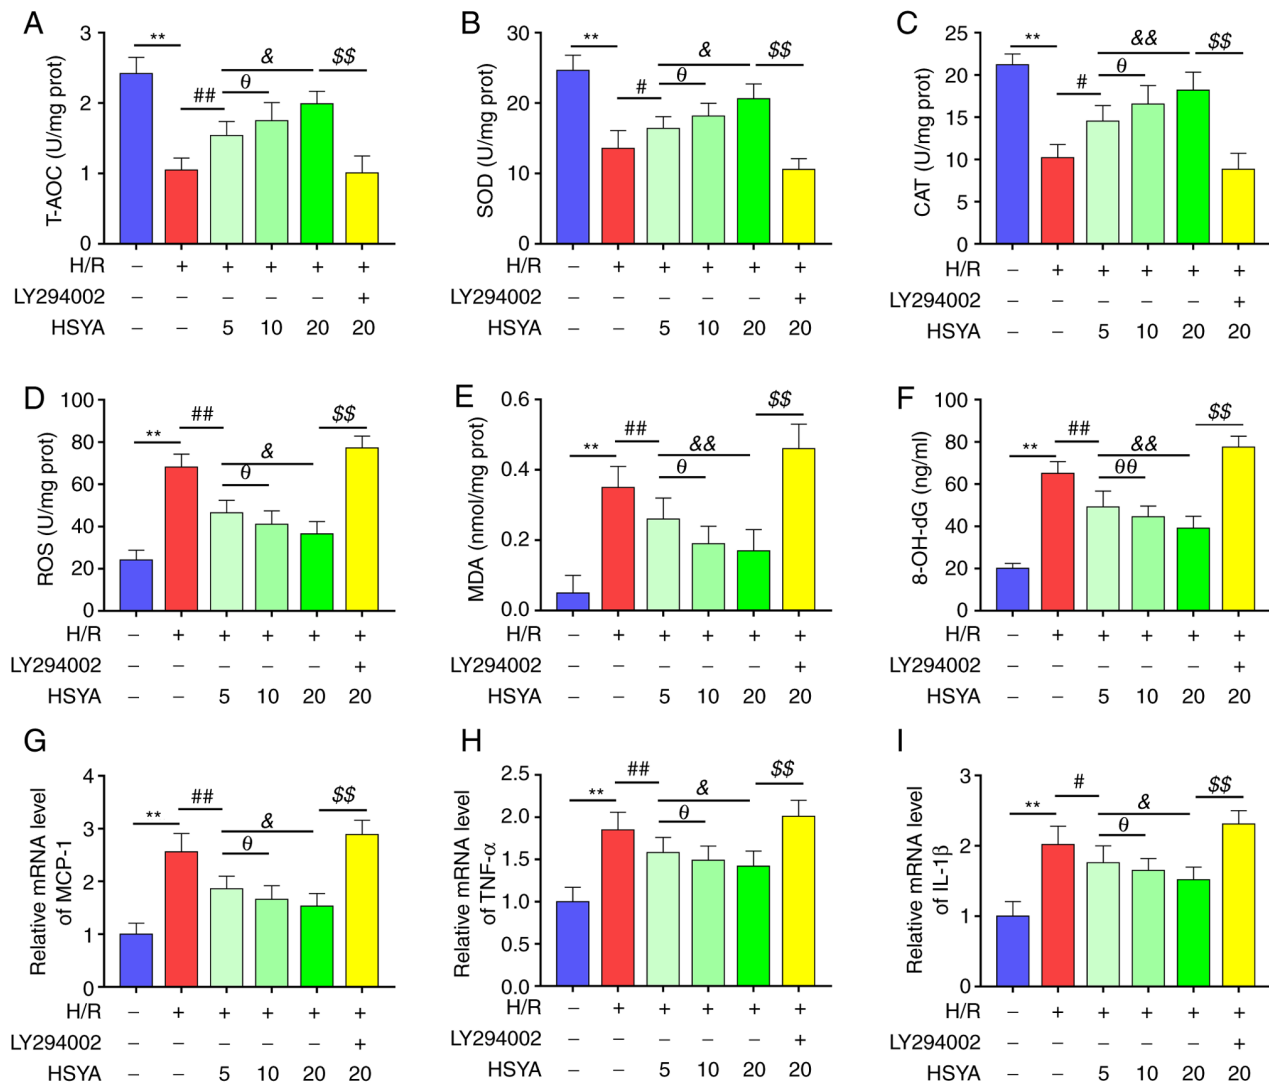 A
T-AOC (U/mg prot)
3
2
1
0
**
##
θ
&
$$
H/R – + + + + +
LY294002 – – – – – +
HSYA – – 5 10 20 20
B
SOD (U/mg prot)
30
20
10
0
**
#
θ
&
$$
H/R – + + + + +
LY294002 – – – – – +
HSYA – – 5 10 20 20
C
CAT (U/mg prot)
25
20
15
10
5
0
**
#
θ
&&
$$
H/R – + + + + +
LY294002 – – – – – +
HSYA – – 5 10 20 20
D
ROS (U/mg prot)
100
80
60
40
20
0
**
##
θ
&
$$
H/R – + + + + +
LY294002 – – – – – +
HSYA – – 5 10 20 20
E
MDA (nmol/mg prot)
0.6
0.4
0.2
0.0
**
##
θ
&&
$$
H/R – + + + + +
LY294002 – – – – – +
HSYA – – 5 10 20 20
F
8-OH-dG (ng/ml)
100
80
60
40
20
0
**
##
θθ
&&
$$
H/R – + + + + +
LY294002 – – – – – +
HSYA – – 5 10 20 20
G
Relative mRNA level
of MCP-1
4
3
2
1
0
**
##
θ
&
$$
H/R – + + + + +
LY294002 – – – – – +
HSYA – – 5 10 20 20
H
Relative mRNA level
of TNF-α
2.5
2.0
1.5
1.0
0.5
0.0
**
##
θ
&
$$
H/R – + + + + +
LY294002 – – – – – +
HSYA – – 5 10 20 20
I
Relative mRNA level
of IL-1β
3
2
1
0
**
#
θ
&
$$
H/R – + + + + +
LY294002 – – – – – +
HSYA – – 5 10 20 20